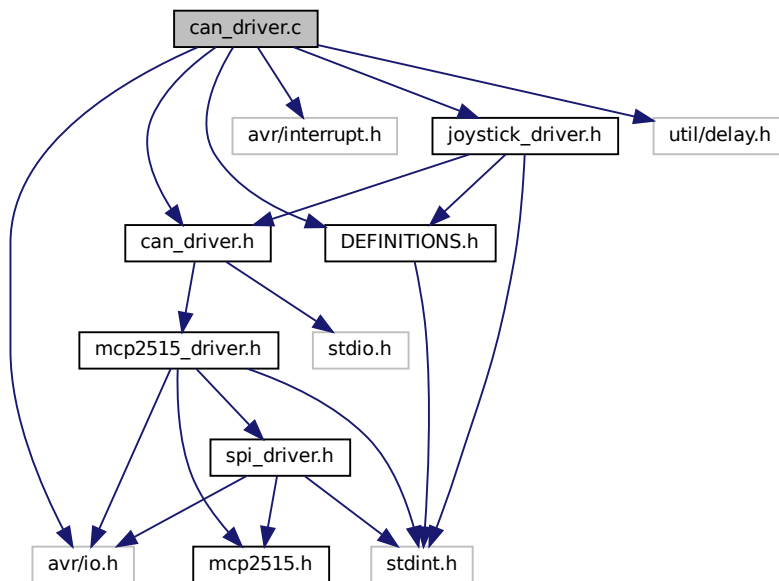 can_driver.c
avr/interrupt.h
joystick_driver.h
util/delay.h
can_driver.h
DEFINITIONS.h
mcp2515_driver.h
stdio.h
spi_driver.h
avr/io.h
mcp2515.h
stdint.h